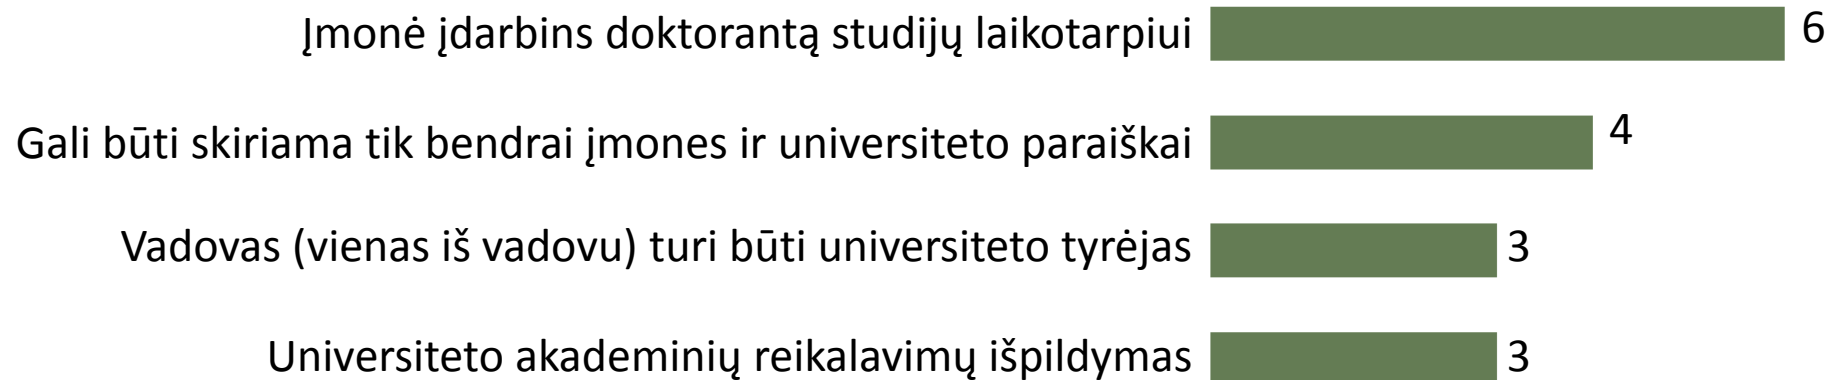 Įmonė įdarbins doktorantą studijų laikotarpiui 6
Gali būti skiriama tik bendrai įmones ir universiteto paraiškai 4
Vadovas (vienas iš vadovu) turi būti universiteto tyrėjas 3
Universiteto akademinių reikalavimų išpildymas 3